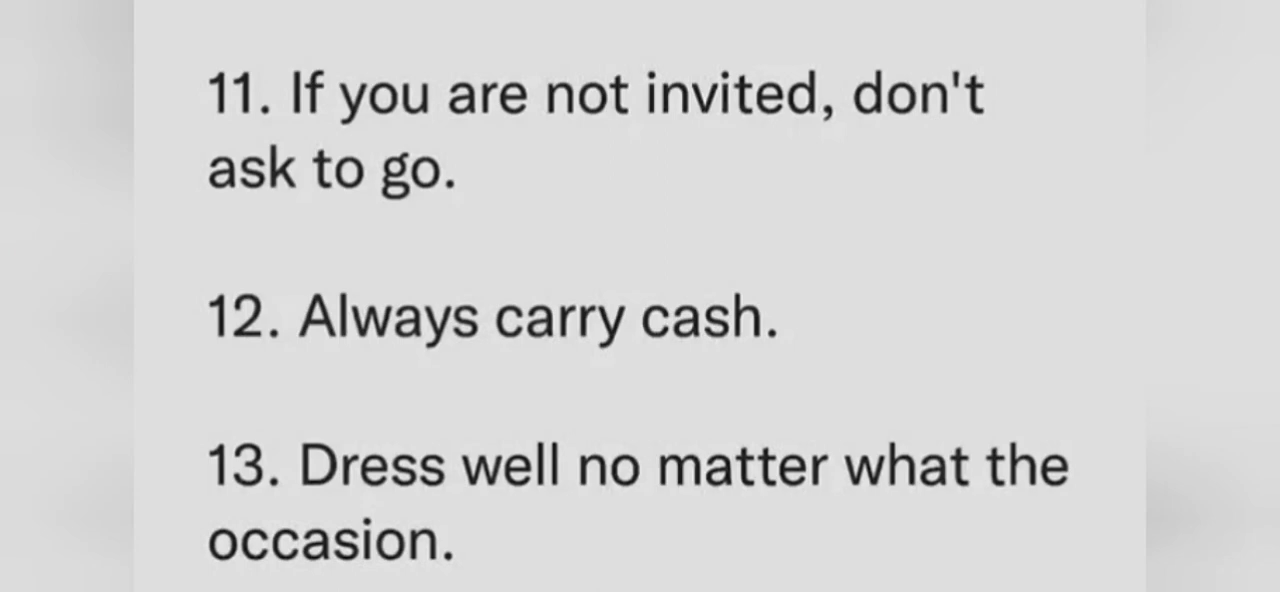 11. If you are not invited, don't
ask to go.
12. Always carry cash.
13. Dress well no matter what the
occasion.